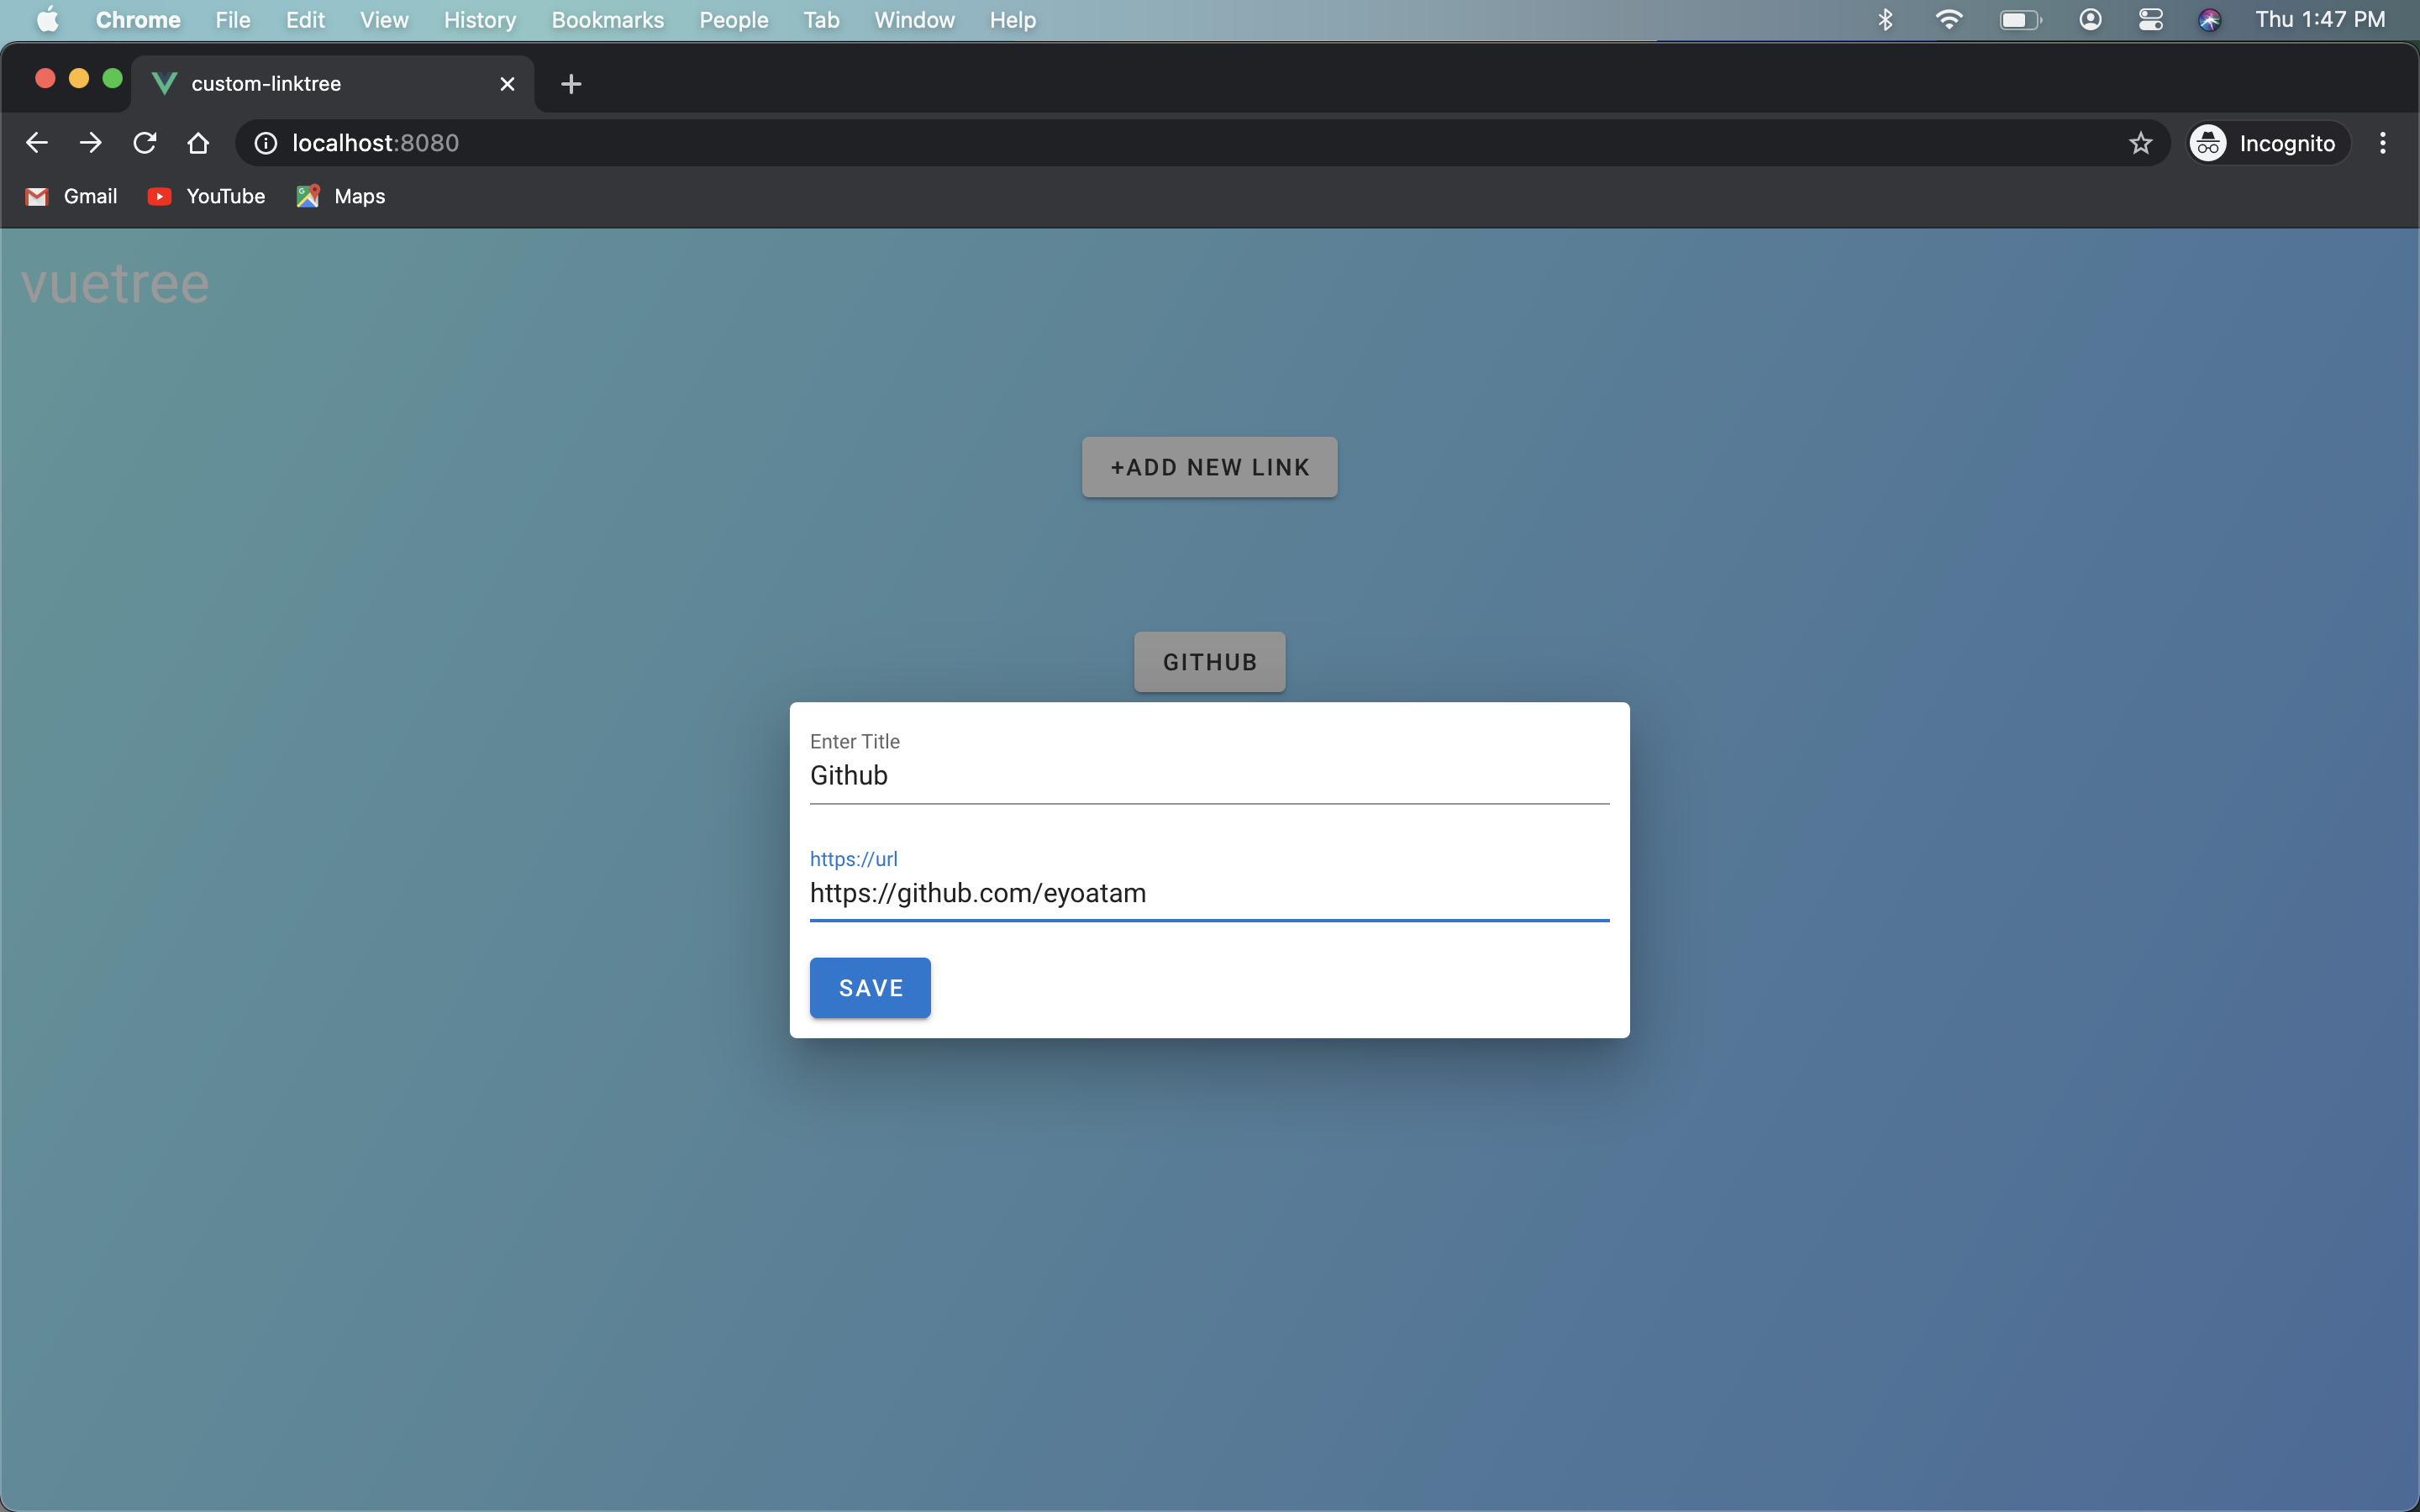 Chrome File Edit View History Bookmarks People Tab Window Help Thu 1:47 PM
custom-linktree
localhost:8080 Incognito
Gmail YouTube Maps
vuetree
+ADD NEW LINK
GITHUB
Enter Title
Github
https://url
https://github.com/eyoatam
SAVE